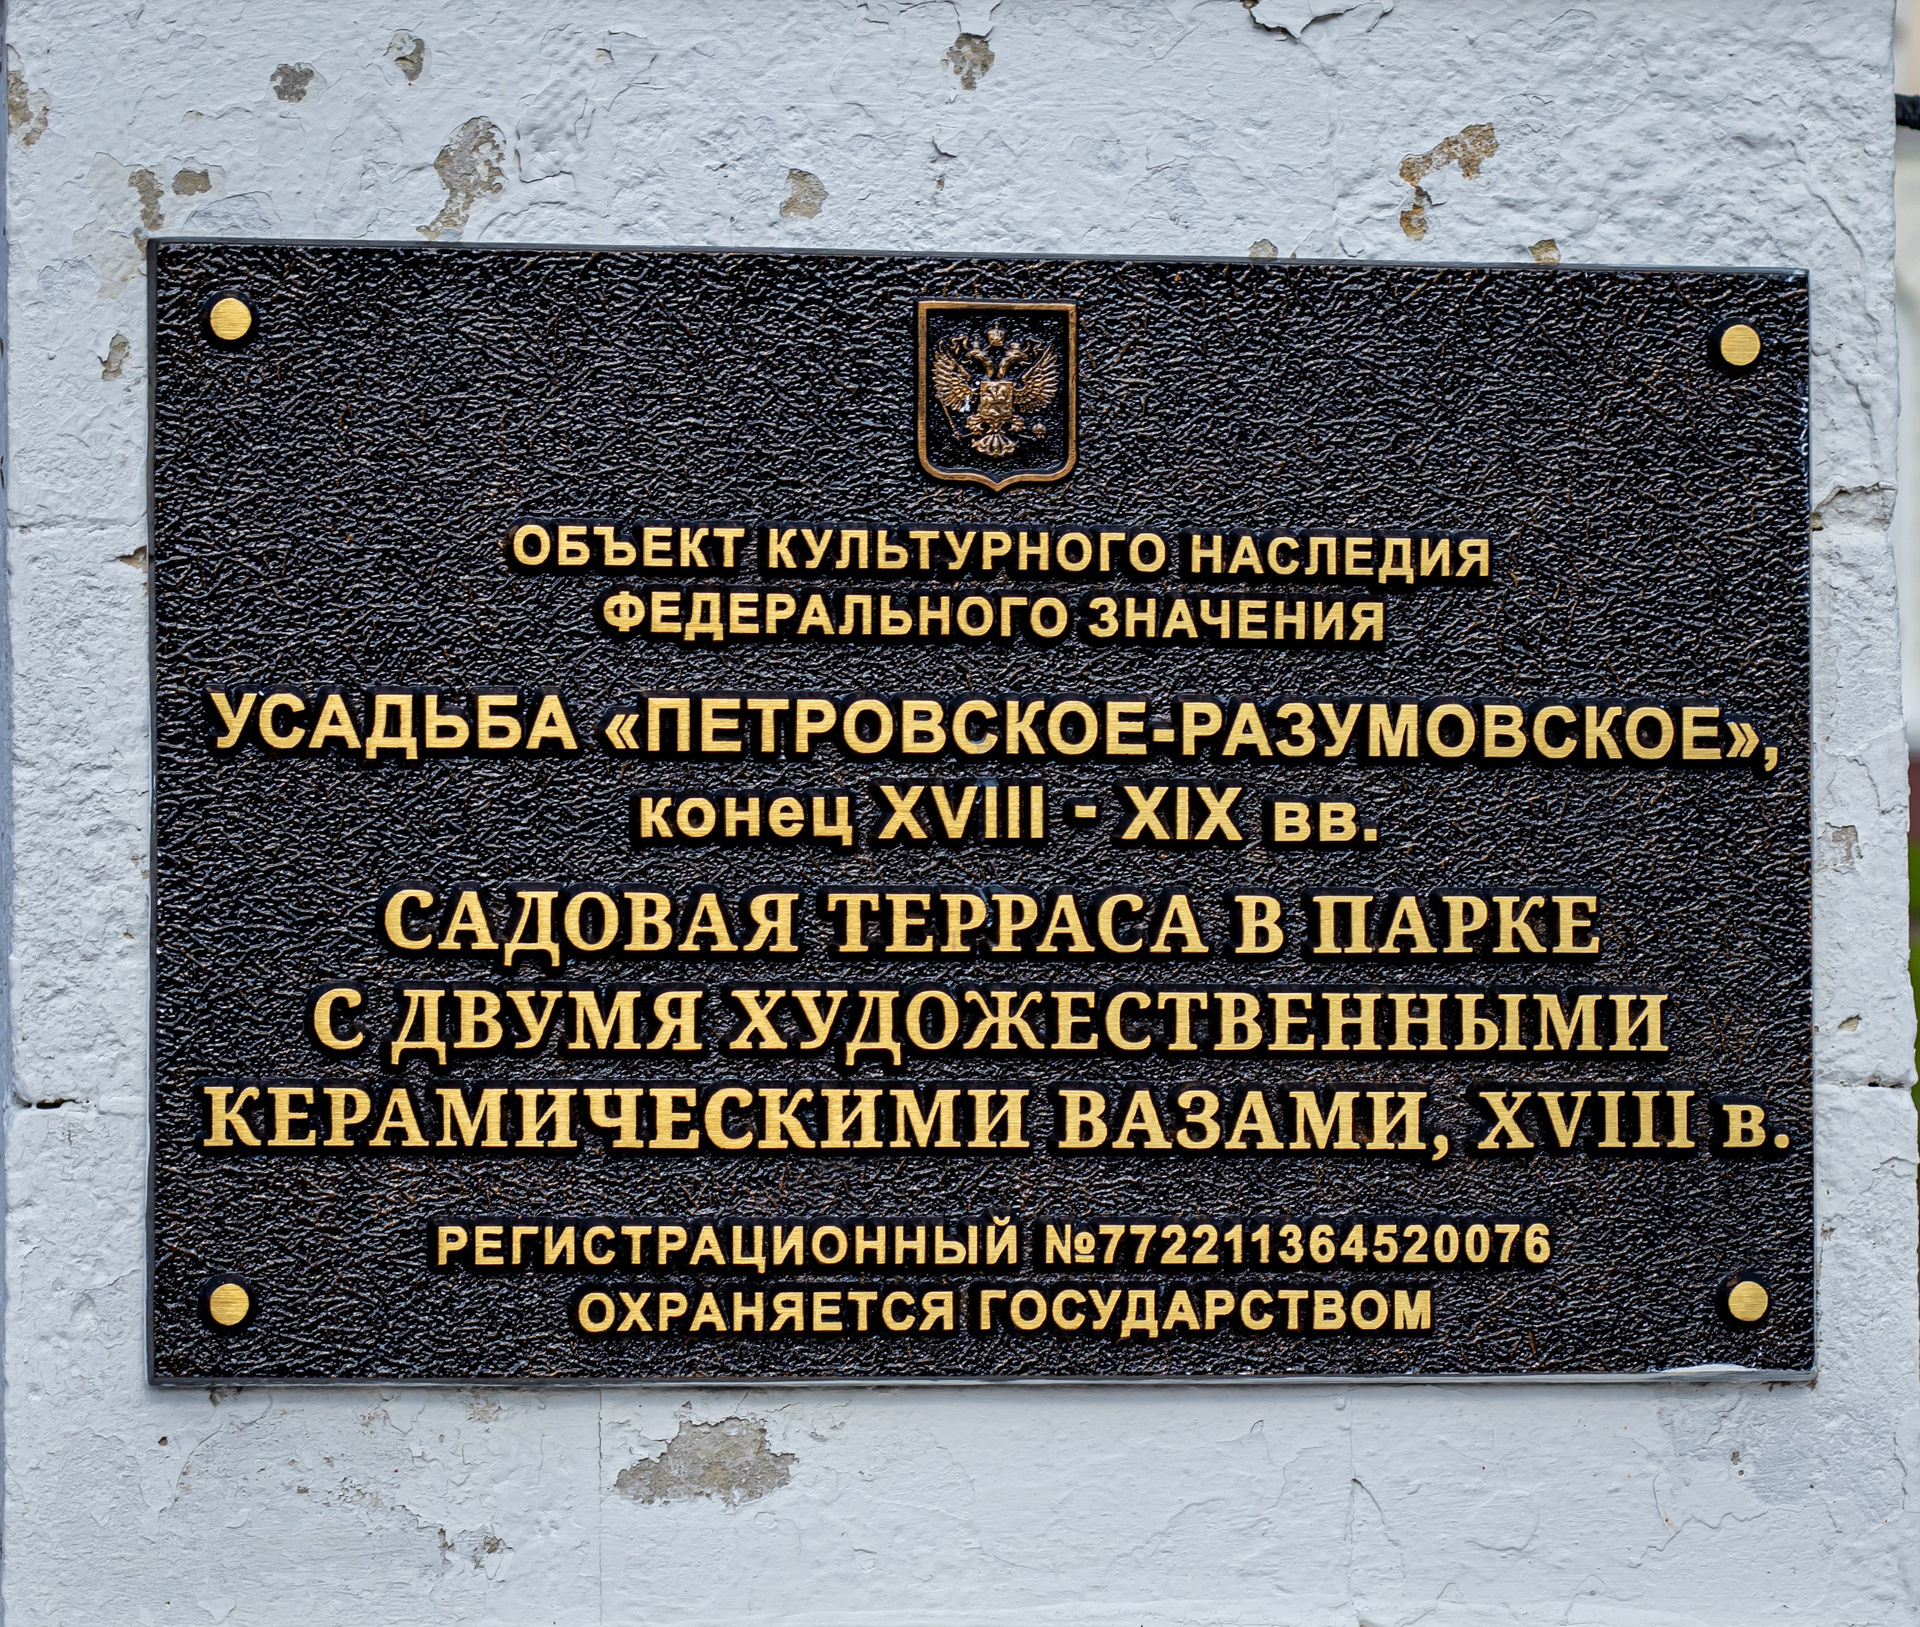 ОБЪЕКТ КУЛЬТУРНОГО НАСЛЕДИЯ
ФЕДЕРАЛЬНОГО ЗНАЧЕНИЯ
УСАДЬБА «ПЕТРОВСКОЕ-РАЗУМОВСКОЕ»,
конец XVIII - XIX вв.
САДОВАЯ ТЕРРАСА В ПАРКЕ
С ДВУМЯ ХУДОЖЕСТВЕННЫМИ
КЕРАМИЧЕСКИМИ ВАЗАМИ, XVIII в.
РЕГИСТРАЦИОННЫЙ №772211364520076
ОХРАНЯЕТСЯ ГОСУДАРСТВОМ